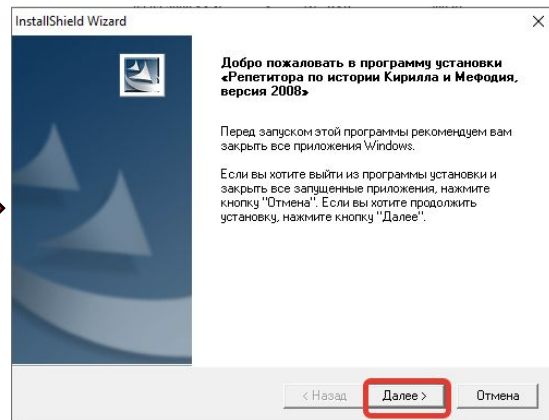 InstallShield Wizard
Добро пожаловать в программу установки
«Репетитора по истории Кирилла и Мефодия,
версия 2008»
Перед запуском этой программы рекомендуем вам
закрыть все приложения Windows.
Если вы хотите выйти из программы установки и
закрыть все запущенные приложения, нажмите
кнопку "Отмена". Если вы хотите продолжить
установку, нажмите кнопку "Далее".
< Назад Далее > Отмена